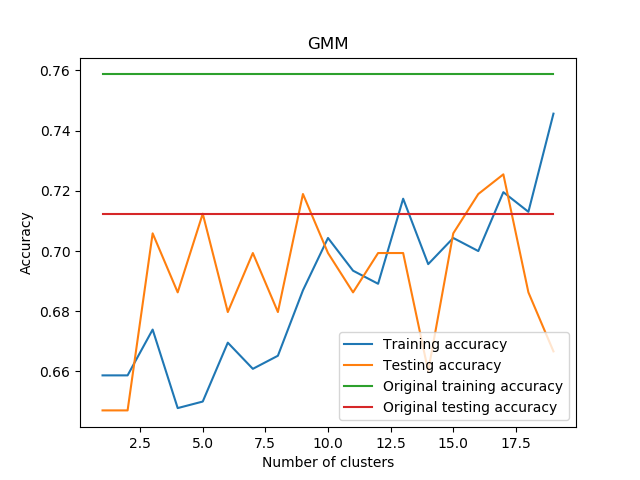 GMM
0.76
0.74
0.72
0.70
0.68
0.66
Accuracy
Training accuracy
Testing accuracy
Original training accuracy
Original testing accuracy
2.5 5.0 7.5 10.0 12.5 15.0 17.5
Number of clusters